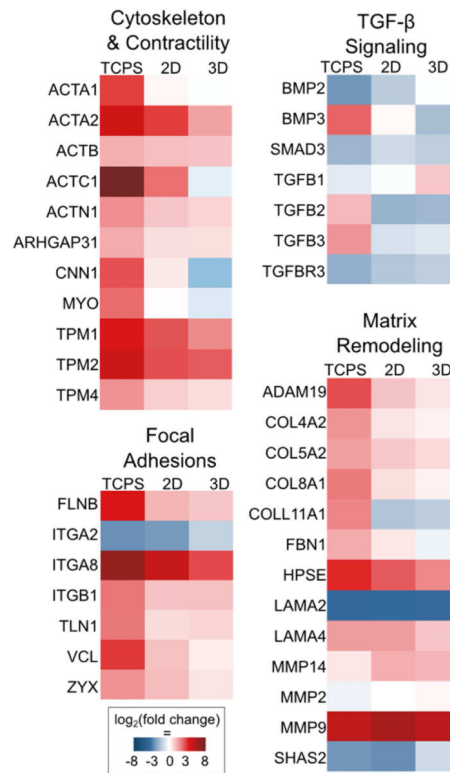 Cytoskeleton
& Contractility
TCPS 2D 3D
ACTA1
ACTA2
ACTB
ACTC1
ACTN1
ARHGAP31
CNN1
MYO
TPM1
TPM2
TPM4
Focal
Adhesions
TCPS 2D 3D
FLNB
ITGA2
ITGA8
ITGB1
TLN1
VCL
ZYX
log₂(fold change)
=
-8 -3 3 8
TGF-β
Signaling
TCPS 2D 3D
BMP2
BMP3
SMAD3
TGFB1
TGFB2
TGFB3
TGFBR3
Matrix
Remodeling
TCPS 2D 3D
ADAM19
COL4A2
COL5A2
COL8A1
COLL11A1
FBN1
HPSE
LAMA2
LAMA4
MMP14
MMP2
MMP9
SHAS2